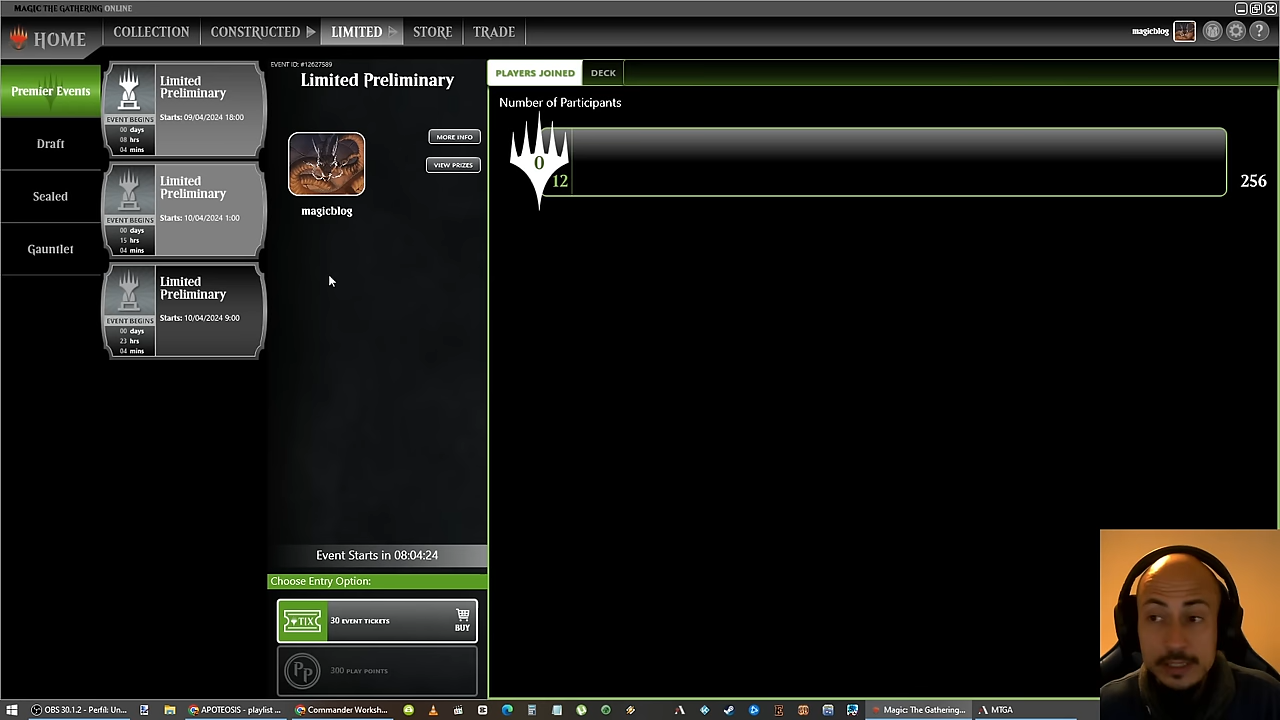 MAGIC THE GATHERING ONLINE
HOME
COLLECTION
CONSTRUCTED
LIMITED
STORE
TRADE
magicblog
?
Premier Events
Draft
Sealed
Gauntlet
Limited
Preliminary
Starts: 09/04/2024 18:00
EVENT BEGINS
00 days
08 hrs
04 mins
Limited
Preliminary
Starts: 10/04/2024 1:00
EVENT BEGINS
00 days
15 hrs
04 mins
Limited
Preliminary
Starts: 10/04/2024 9:00
EVENT BEGINS
00 days
23 hrs
04 mins
EVENT ID: #12627589
Limited Preliminary
MORE INFO
VIEW PRIZES
magicblog
Event Starts in 08:04:24
Choose Entry Option:
TIX
30 EVENT TICKETS
BUY
PP
300 PLAY POINTS
PLAYERS JOINED
DECK
Number of Participants
0
12
256
OBS 30.1.2 - Perfil: Un...
APOTEOSIS - playlist ...
Commander Worksh...
Magic: The Gathering...
MTGA